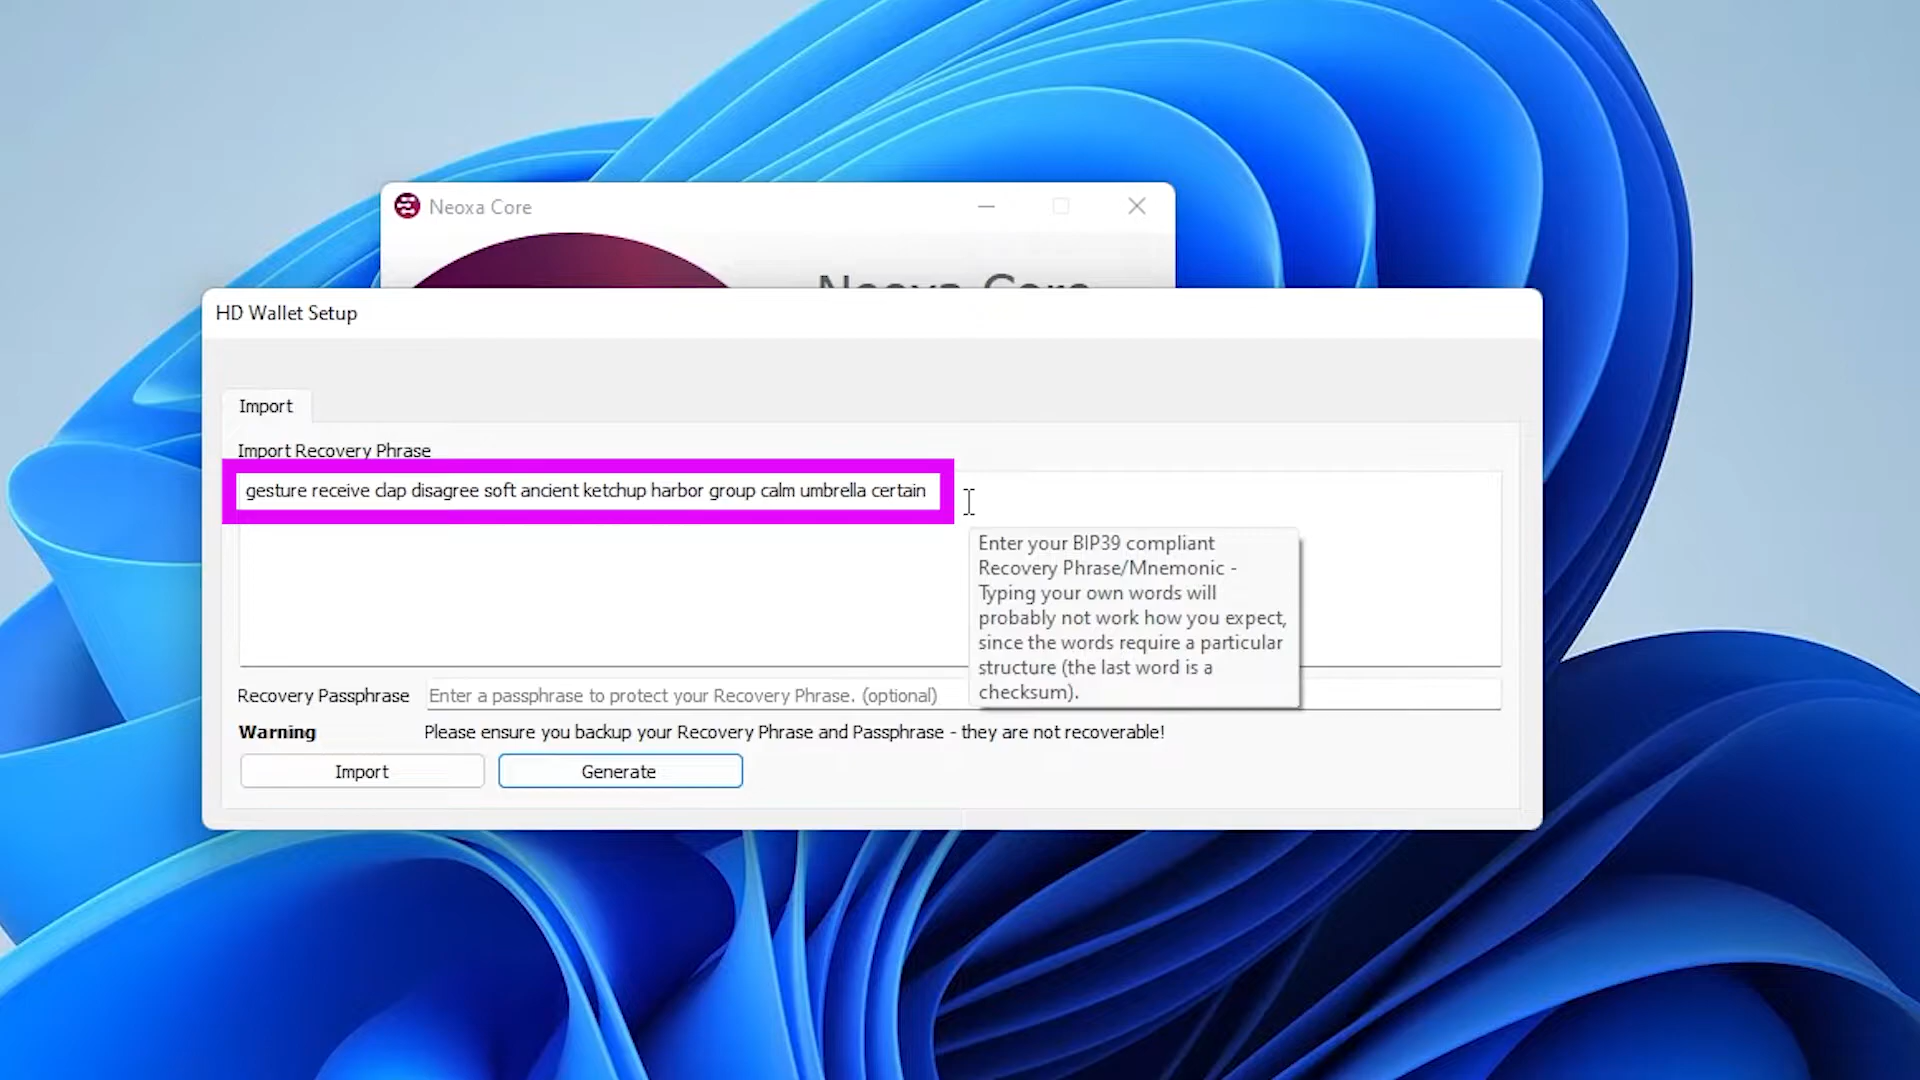 Neoxa Core
Neoxa Core
HD Wallet Setup
Import
Import Recovery Phrase
gesture receive clap disagree soft ancient ketchup harbor group calm umbrella certain
Enter your BIP39 compliant
Recovery Phrase/Mnemonic -
Typing your own words will
probably not work how you expect,
since the words require a particular
structure (the last word is a
checksum).
Recovery Passphrase
Enter a passphrase to protect your Recovery Phrase. (optional)
Warning
Please ensure you backup your Recovery Phrase and Passphrase - they are not recoverable!
Import
Generate